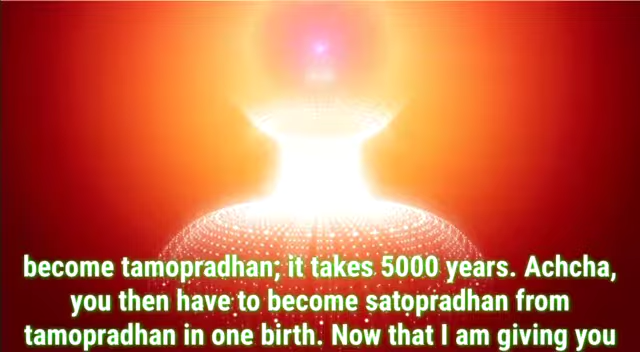 become tamopradhan; it takes 5000 years. Achcha,
you then have to become satopradhan from
tamopradhan in one birth. Now that I am giving you